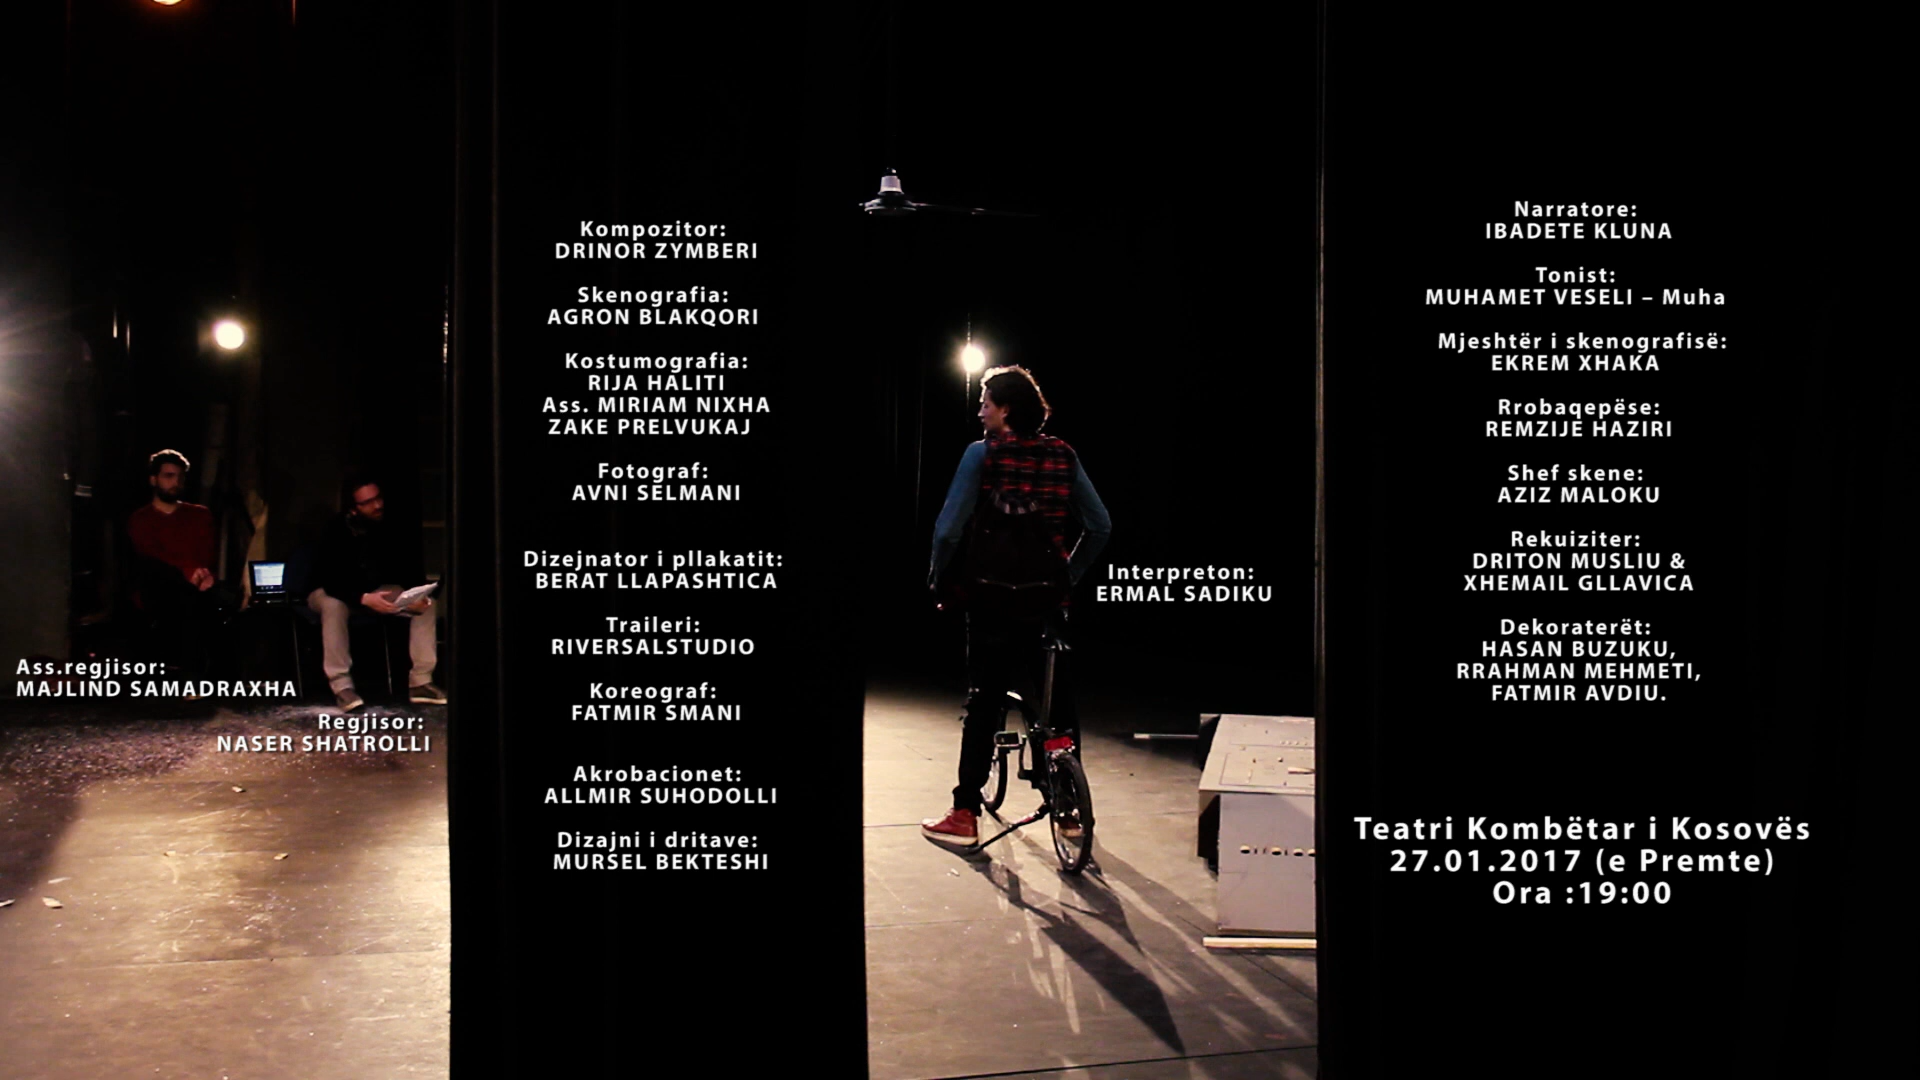 Ass.regjisor:
MAJLIND SAMADRAXHA
Regjisor:
NASER SHATROLLI
Kompozitor:
DRINOR ZYMBERI
Skenografia:
AGRON BLAKQORI
Kostumografia:
RIJA HALITI
Ass. MIRIAM NIXHA
ZAKE PRELVUKAJ
Fotograf:
AVNI SELMANI
Dizejnator i pllakatit:
BERAT LLAPASHTICA
Traileri:
RIVERSALSTUDIO
Koreograf:
FATMIR SMANI
Akrobacionet:
ALLMIR SUHODOLLI
Dizajni i dritave:
MURSEL BEKTESHI
Interpreton:
ERMAL SADIKU
Narratore:
IBADETE KLUNA
Tonist:
MUHAMET VESELI – Muha
Mjeshtër i skenografisë:
EKREM XHAKA
Rrobaqepëse:
REMZIJE HAZIRI
Shef skene:
AZIZ MALOKU
Rekuiziter:
DRITON MUSLIU &
XHEMAIL GLLAVICA
Dekoraterët:
HASAN BUZUKU,
RRAHMAN MEHMETI,
FATMIR AVDIU.
Teatri Kombëtar i Kosovës
27.01.2017 (e Premte)
Ora :19:00